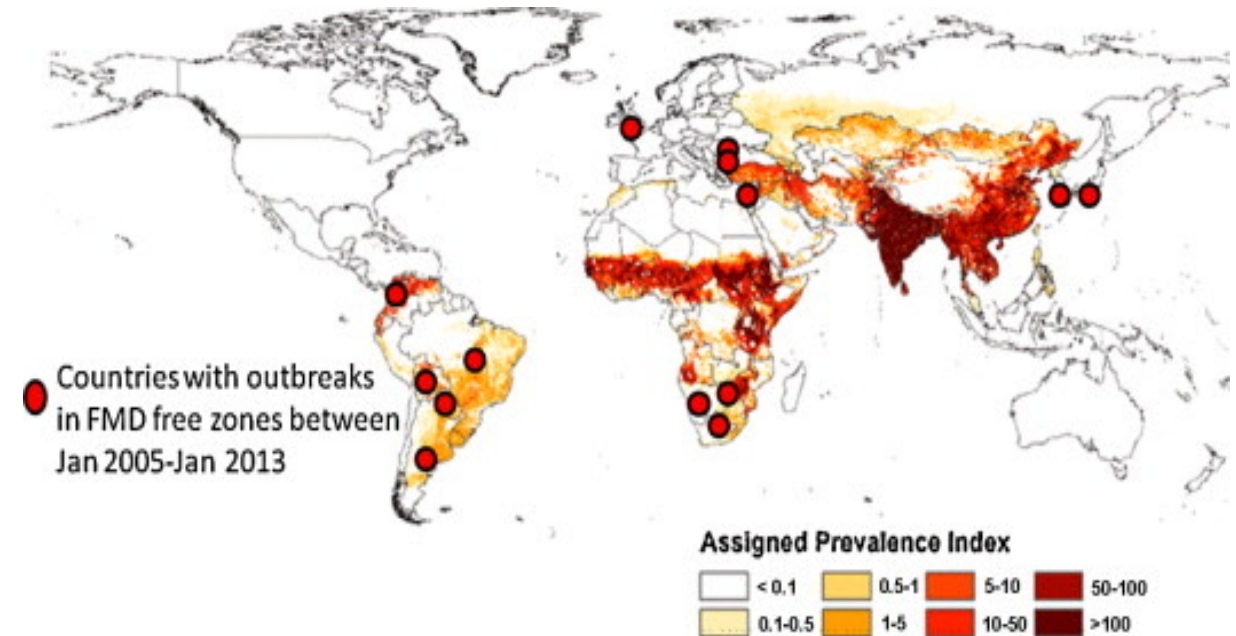 Countries with outbreaks
in FMD free zones between
Jan 2005-Jan 2013
Assigned Prevalence Index
< 0.1 0.5-1 5-10 50-100
0.1-0.5 1-5 10-50 >100